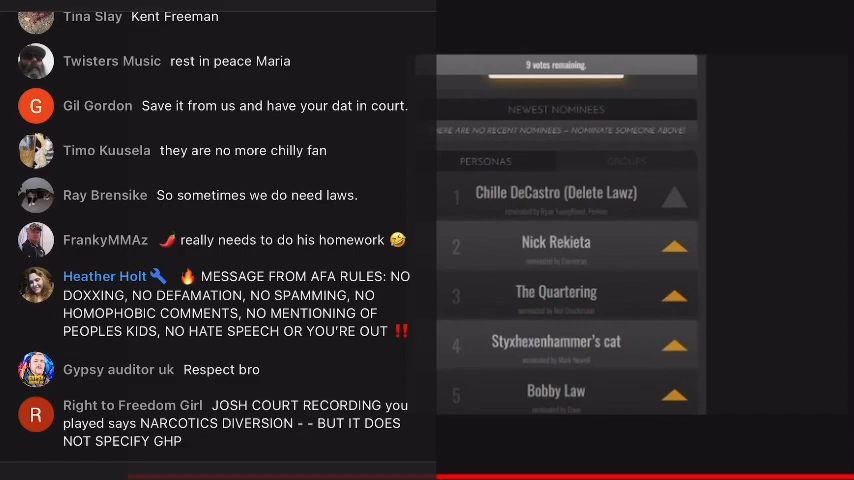 Tina Slay Kent Freeman
Twisters Music rest in peace Maria
G Gil Gordon Save it from us and have your dat in court.
Timo Kuusela they are no more chilly fan
Ray Brensike So sometimes we do need laws.
FrankyMMAz 🌶️ really needs to do his homework 🤣
Heather Holt 🔧 🔥 MESSAGE FROM AFA RULES: NO
DOXXING, NO DEFAMATION, NO SPAMMING, NO
HOMOPHOBIC COMMENTS, NO MENTIONING OF
PEOPLES KIDS, NO HATE SPEECH OR YOU'RE OUT ‼️
Gypsy auditor uk Respect bro
R Right to Freedom Girl JOSH COURT RECORDING you
played says NARCOTICS DIVERSION - - BUT IT DOES
NOT SPECIFY GHP
9 votes remaining.
NEWEST NOMINEES
HERE ARE NO RECENT NOMINEES – NOMINATE SOMEONE ABOVE!
PERSONAS GROUPS
1 Chille DeCastro (Delete Lawz)
2 Nick Rekieta
3 The Quartering
4 Styxhexenhammer's cat
nominated by Mark Newell
5 Bobby Law